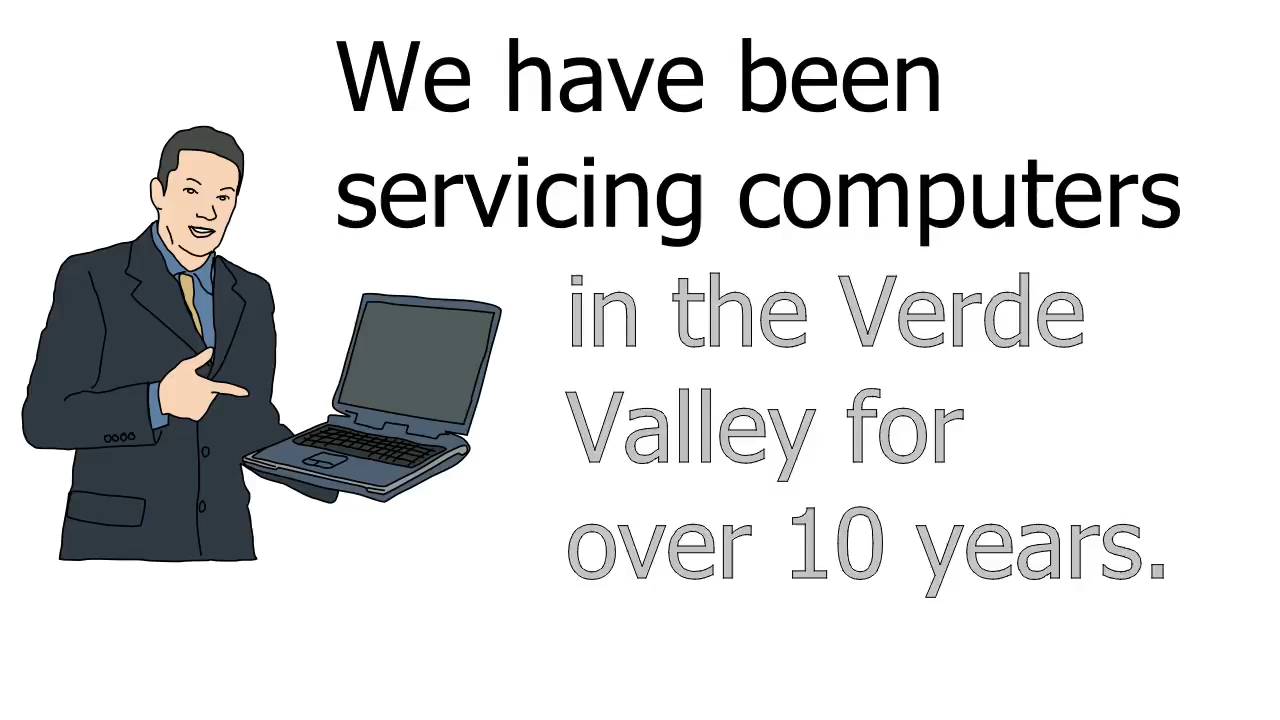 We have been
servicing computers
in the Verde
Valley for
over 10 years.